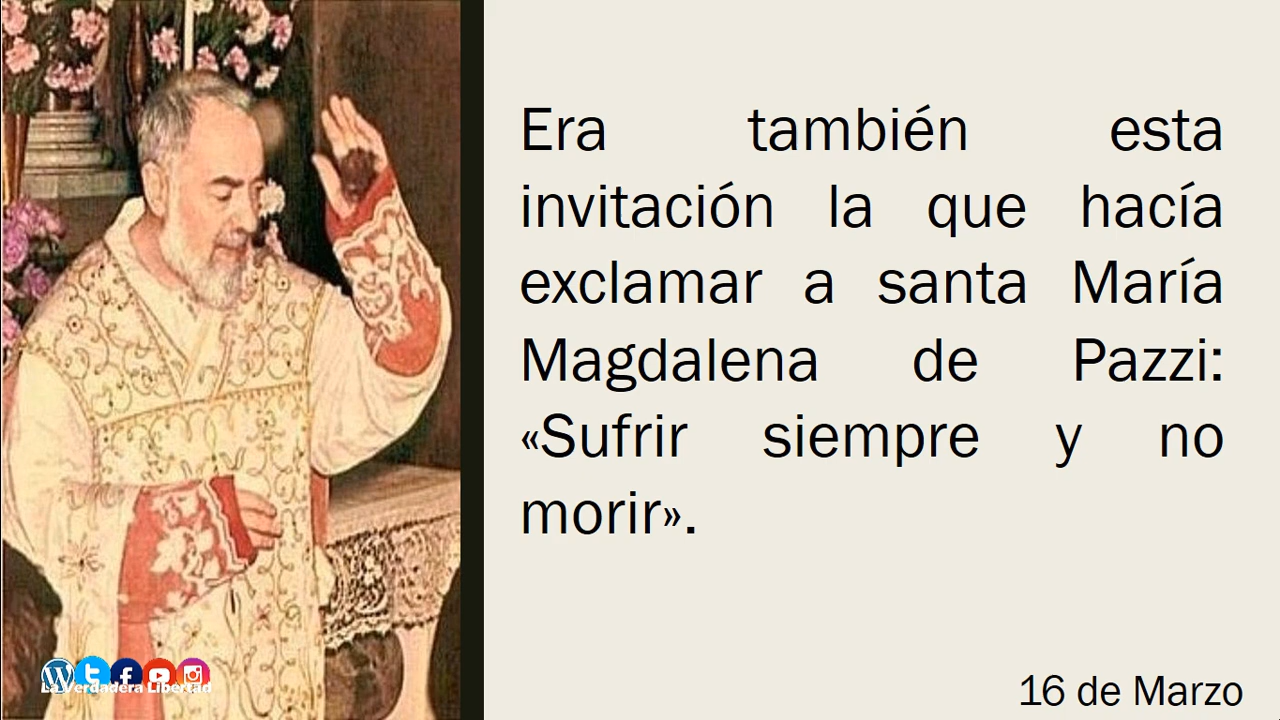 Era también esta
invitación la que hacía
exclamar a santa María
Magdalena de Pazzi:
«Sufrir siempre y no
morir».
La Verdadera Libertad
16 de Marzo